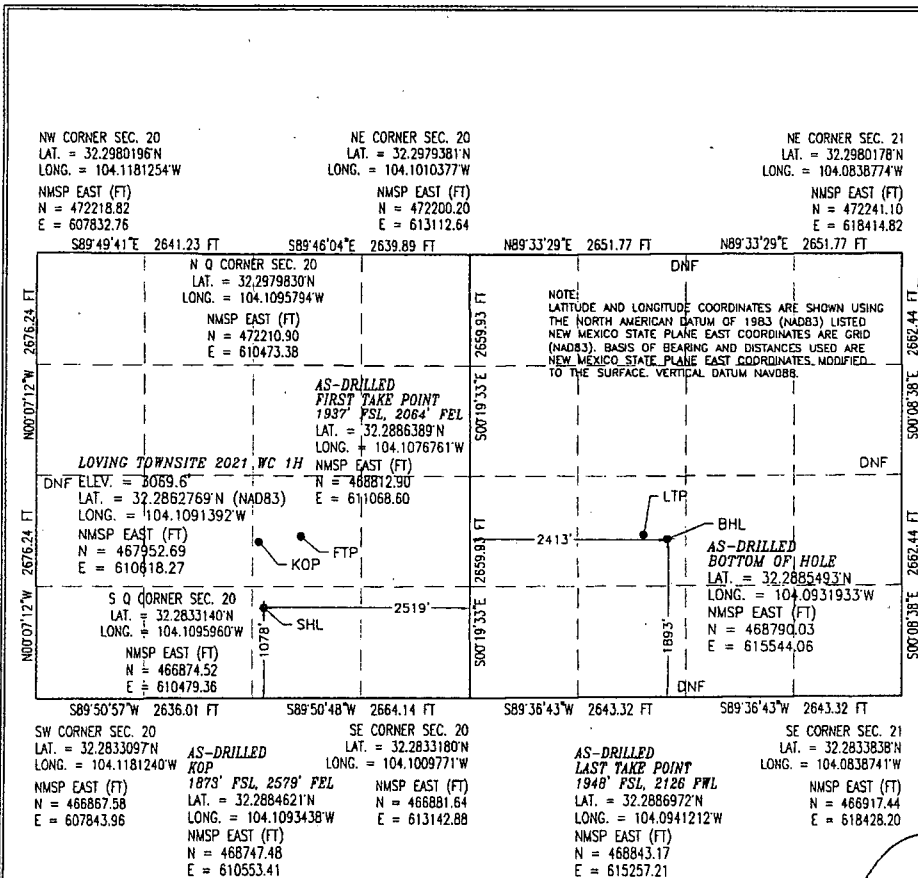 NW CORNER SEC. 20
LAT. = 32.2980196'N
LONG. = 104.1181254'W
NMSP EAST (FT)
N = 472218.82
E = 607832.76
NE CORNER SEC. 20
LAT. = 32.2979381'N
LONG. = 104.1010377'W
NMSP EAST (FT)
N = 472200.20
E = 613112.64
NE CORNER SEC. 21
LAT. = 32.2980178'N
LONG. = 104.0838774'W
NMSP EAST (FT)
N = 472241.10
E = 618414.82
S89'49'41"E 2641.23 FT
S89'46'04"E 2639.89 FT
N89'33'29"E 2651.77 FT
N89'33'29"E 2651.77 FT
N Q CORNER SEC. 20
LAT. = 32.2979830'N
LONG. = 104.1095794'W
NMSP EAST (FT)
N = 472210.90
E = 610473.38
DNF
NOTE:
LATITUDE AND LONGITUDE COORDINATES ARE SHOWN USING
THE NORTH AMERICAN DATUM OF 1983 (NAD83) LISTED
NEW MEXICO STATE PLANE EAST COORDINATES ARE GRID
(NAD83). BASIS OF BEARING AND DISTANCES USED ARE
NEW MEXICO STATE PLANE EAST COORDINATES MODIFIED
TO THE SURFACE. VERTICAL DATUM NAVD88.
N00'07'12"W 2676.24 FT
S00'19'33"E 2659.93 FT
S00'08'38"E 2662.44 FT
AS-DRILLED
FIRST TAKE POINT
1937' FSL, 2064' FEL
LAT. = 32.2886389'N
LONG. = 104.1076761'W
NMSP EAST (FT)
N = 468812.90
E = 611068.60
LOVING TOWNSITE 2021 WC 1H
DNF
ELEV. = 3069.6'
LAT. = 32.2862769'N (NAD83)
LONG. = 104.1091392'W
NMSP EAST (FT)
N = 467952.69
E = 610618.27
DNF
KOP
FTP
LTP
BHL
2413'
AS-DRILLED
BOTTOM OF HOLE
LAT. = 32.2885493'N
LONG. = 104.0931933'W
NMSP EAST (FT)
N = 468790.03
E = 615544.06
N00'07'12"W 2676.24 FT
S00'19'33"E 2659.93 FT
S00'08'38"E 2662.44 FT
S Q CORNER SEC. 20
LAT. = 32.2833140'N
LONG. = 104.1095960'W
NMSP EAST (FT)
N = 466874.52
E = 610479.36
2519'
SHL
1078'
1893'
DNF
S89'50'57"W 2636.01 FT
S89'50'48"W 2664.14 FT
S89'36'43"W 2643.32 FT
S89'36'43"W 2643.32 FT
SW CORNER SEC. 20
LAT. = 32.2833097'N
LONG. = 104.1181240'W
NMSP EAST (FT)
N = 466867.58
E = 607843.96
AS-DRILLED
KOP
1873' FSL, 2579' FEL
LAT. = 32.2884621'N
LONG. = 104.1093438'W
NMSP EAST (FT)
N = 468747.48
E = 610553.41
SE CORNER SEC. 20
LAT. = 32.2833180'N
LONG. = 104.1009771'W
NMSP EAST (FT)
N = 466881.64
E = 613142.88
AS-DRILLED
LAST TAKE POINT
1948' FSL, 2126 FWL
LAT. = 32.2886972'N
LONG. = 104.0941212'W
NMSP EAST (FT)
N = 468843.17
E = 615257.21
SE CORNER SEC. 21
LAT. = 32.2833838'N
LONG. = 104.0838741'W
NMSP EAST (FT)
N = 466917.44
E = 618428.20